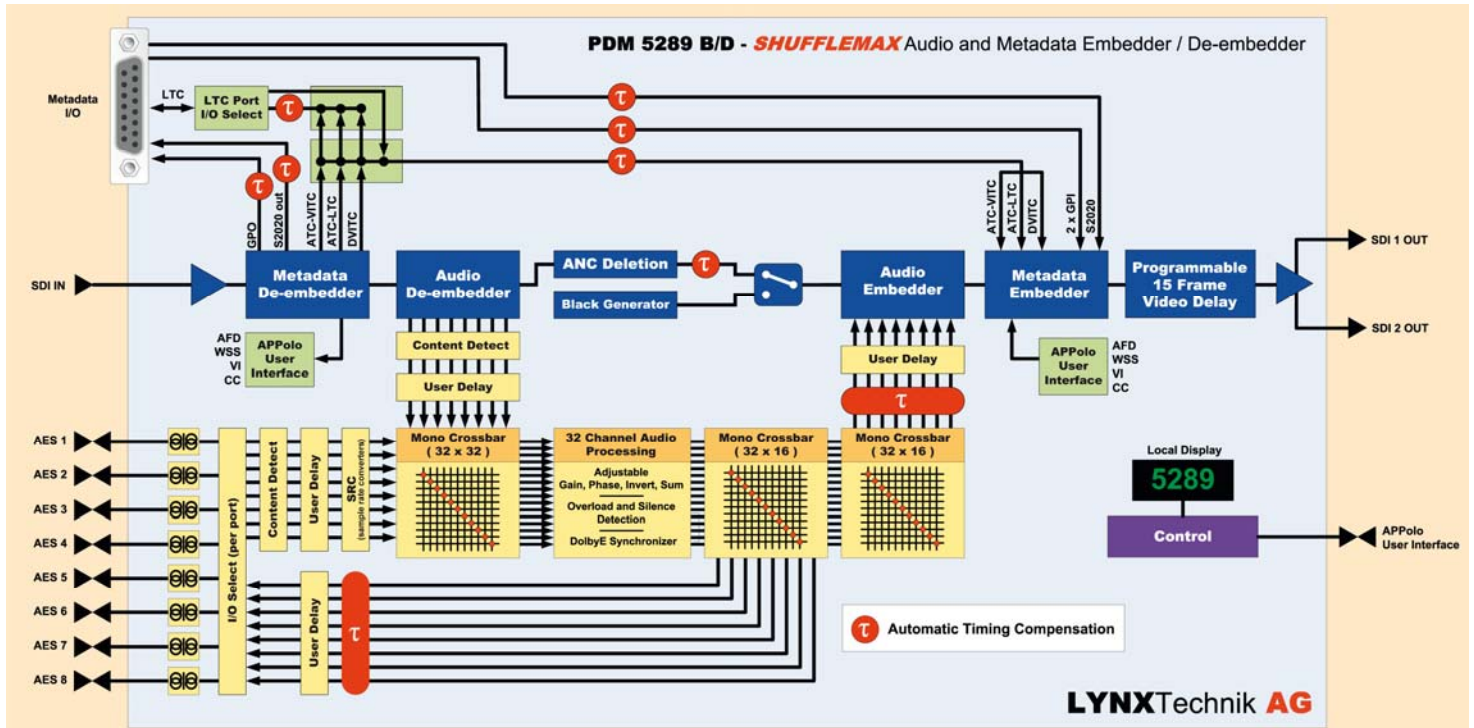 PDM 5289 B/D - SHUFFLEMAX Audio and Metadata Embedder / De-embedder
Metadata
I/O
LTC
LTC Port
I/O Select
τ
τ
τ
τ
τ
τ
GPO
S2020 out
ATC-VITC
ATC-LTC
DVITC
ATC-VITC
ATC-LTC
DVITC
2 x GPI
S2020
SDI IN
Metadata
De-embedder
Audio
De-embedder
ANC Deletion
τ
Black Generator
Audio
Embedder
Metadata
Embedder
Programmable
15 Frame
Video Delay
SDI 1 OUT
SDI 2 OUT
AFD
WSS
VI
CC
APPolo
User
Interface
Content Detect
User Delay
User Delay
τ
APPolo
User
Interface
AFD
WSS
VI
CC
AES 1
AES 2
AES 3
AES 4
AES 5
AES 6
AES 7
AES 8
I/O Select (per port)
Content Detect
User Delay
SRC
(sample rate converters)
Mono Crossbar
( 32 x 32 )
32 Channel Audio
Processing
Adjustable
Gain, Phase, Invert, Sum
Overload and Silence
Detection
DolbyE Synchronizer
Mono Crossbar
(32 x 16 )
Mono Crossbar
(32 x 16 )
User Delay
τ
Local Display
5289
Control
APPolo
User Interface
τ Automatic Timing Compensation
LYNXTechnik AG